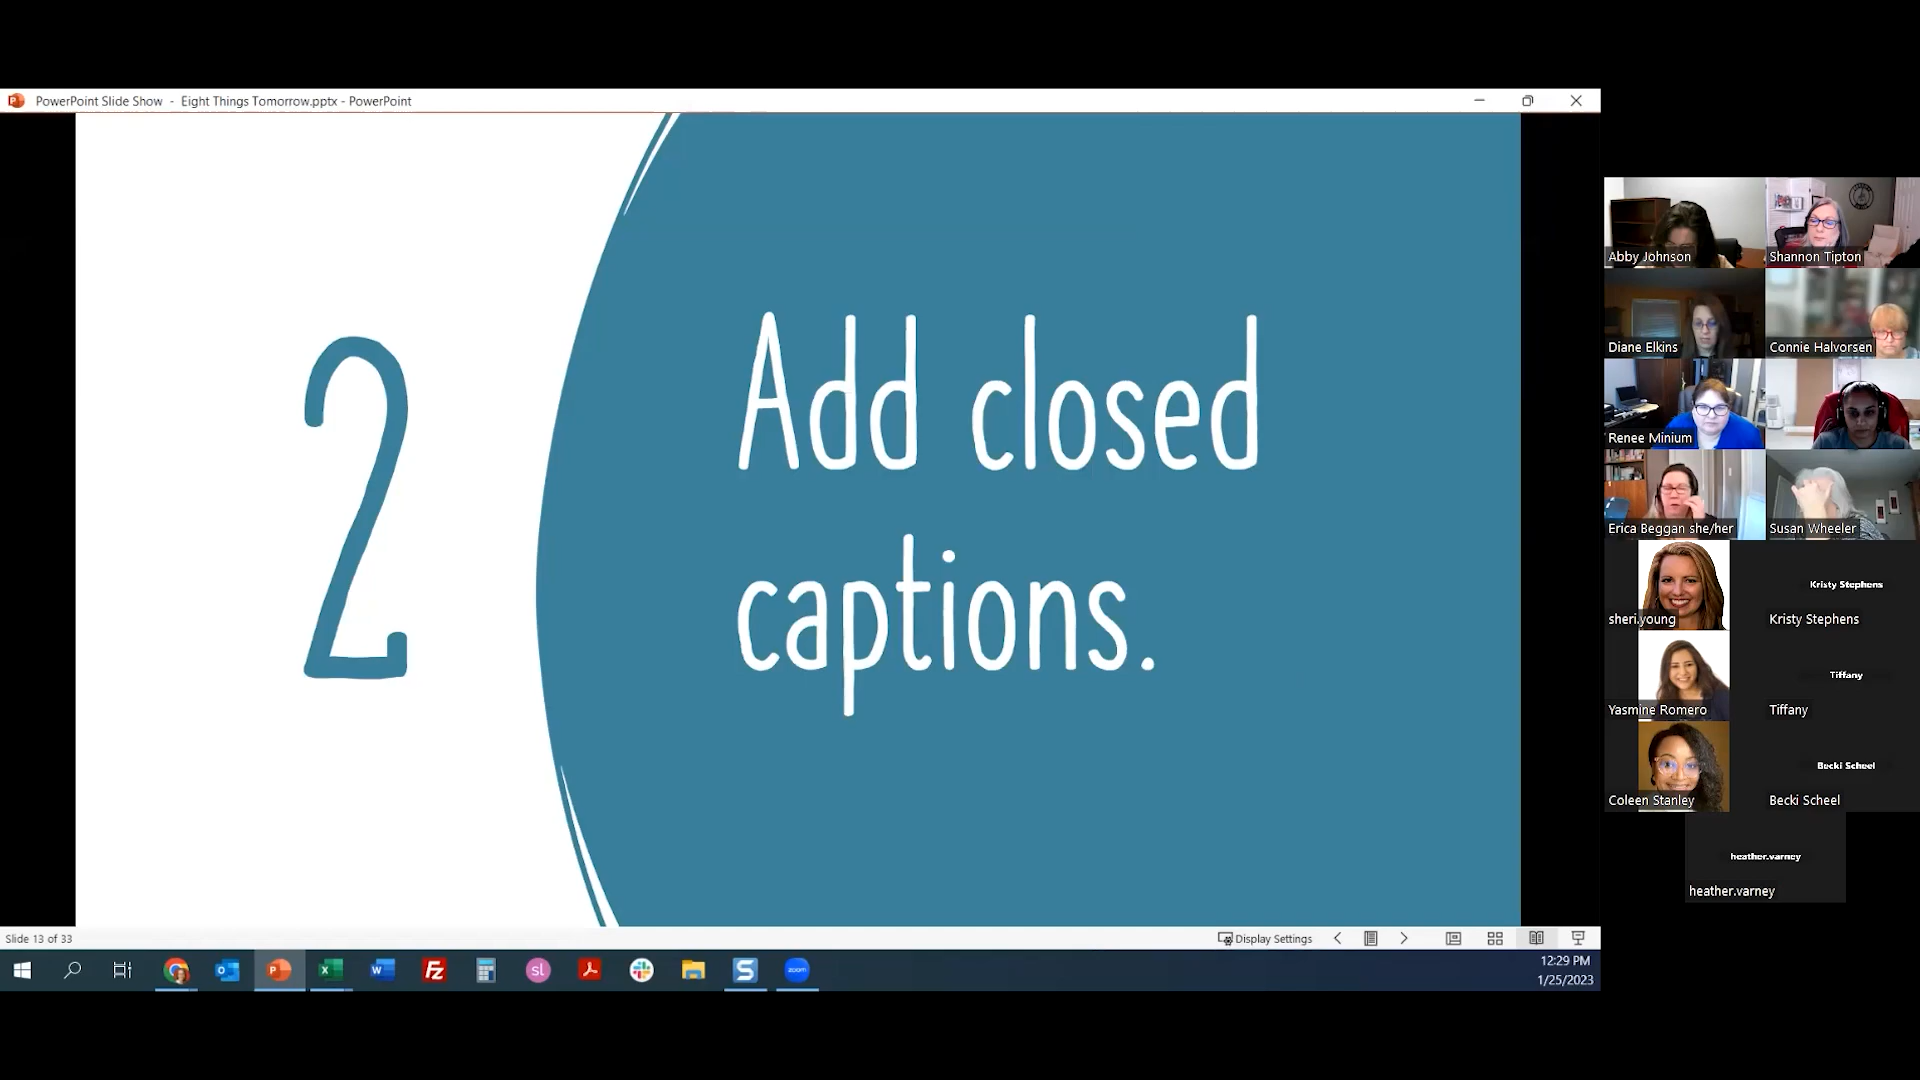 PowerPoint Slide Show - Eight Things Tomorrow.pptx - PowerPoint
2
Add closed
captions.
Abby Johnson
Shannon Tipton
Diane Elkins
Connie Halvorsen
Renee Minium
Erica Beggan she/her
Susan Wheeler
sheri.young
Kristy Stephens
Kristy Stephens
Yasmine Romero
Tiffany
Tiffany
Coleen Stanley
Becki Scheel
Becki Scheel
heather.varney
heather.varney
Slide 13 of 33
Display Settings
12:29 PM
1/25/2023
P
X
W
FZ
sl
S
zoom